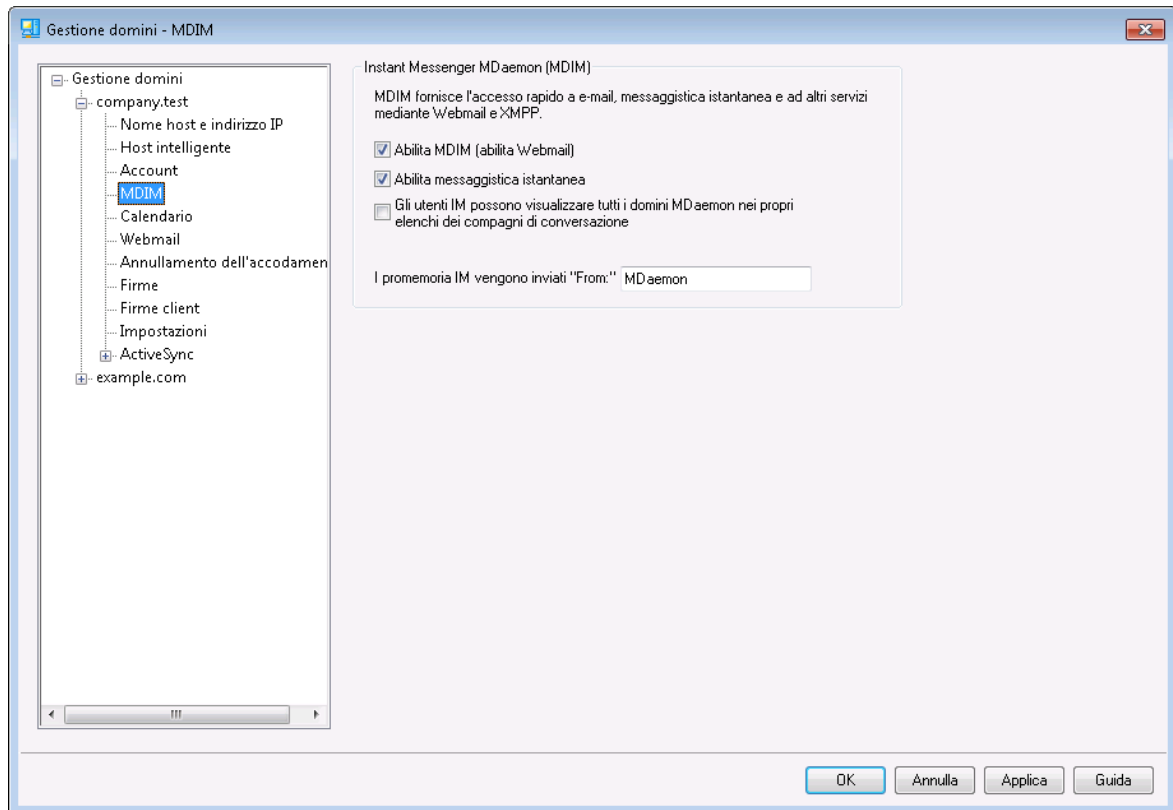 Gestione domini - MDIM
Gestione domini
company.test
Nome host e indirizzo IP
Host intelligente
Account
MDIM
Calendario
Webmail
Annullamento dell'accodamen
Firme
Firme client
Impostazioni
ActiveSync
example.com
Instant Messenger MDaemon (MDIM)
MDIM fornisce l'accesso rapido a e-mail, messaggistica istantanea e ad altri servizi
mediante Webmail e XMPP.
Abilita MDIM (abilita Webmail)
Abilita messaggistica istantanea
Gli utenti IM possono visualizzare tutti i domini MDaemon nei propri
elenchi dei compagni di conversazione
I promemoria IM vengono inviati "From:" MDaemon
OK Annulla Applica Guida